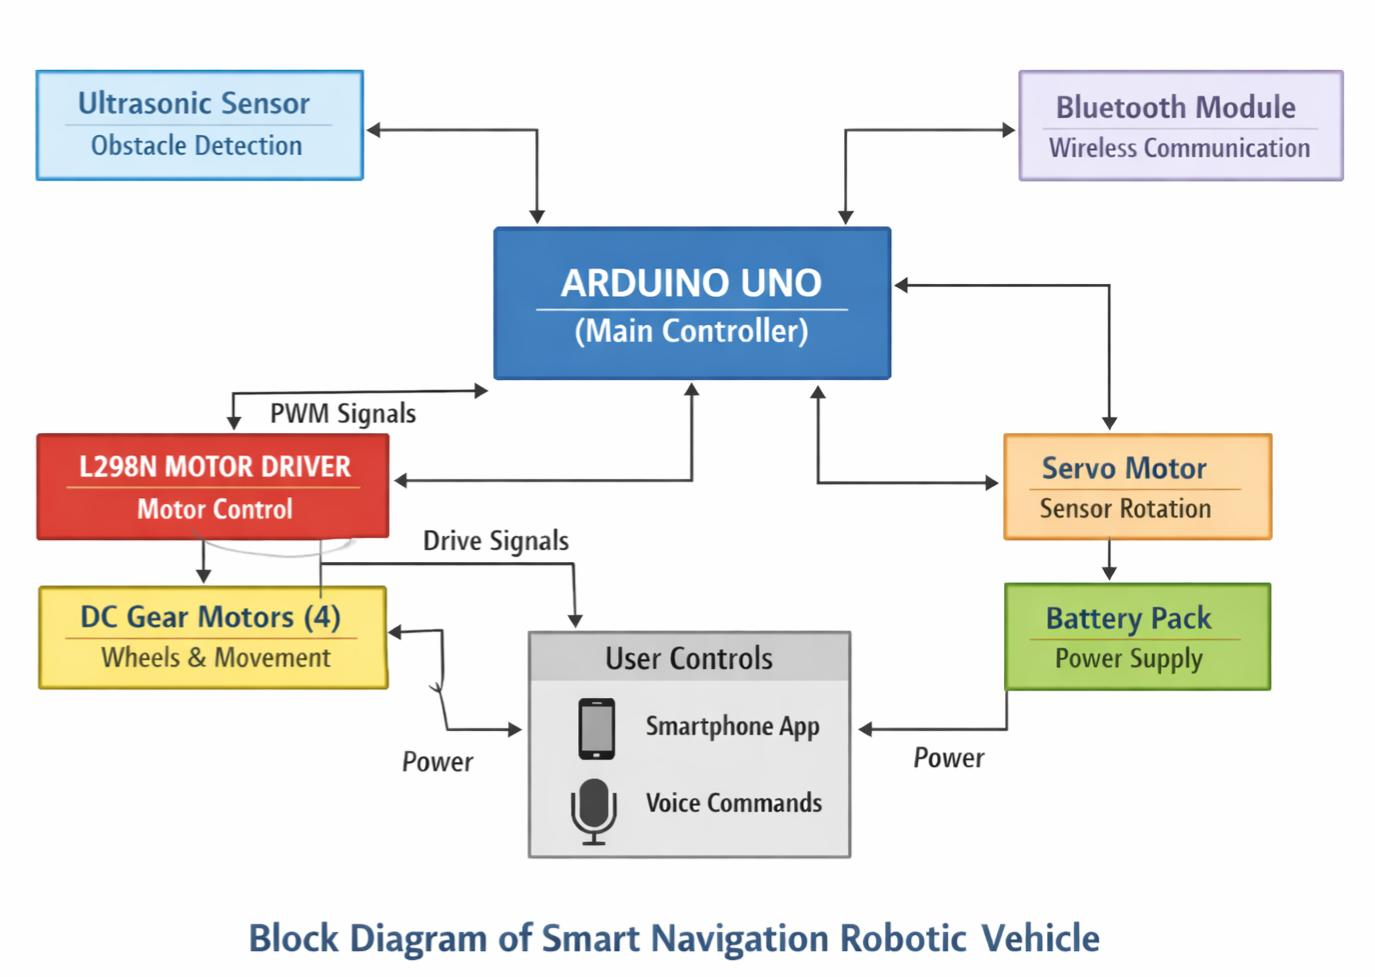 Ultrasonic Sensor
Obstacle Detection
Bluetooth Module
Wireless Communication
ARDUINO UNO
(Main Controller)
PWM Signals
L298N MOTOR DRIVER
Motor Control
Servo Motor
Sensor Rotation
Drive Signals
DC Gear Motors (4)
Wheels & Movement
Battery Pack
Power Supply
User Controls
Smartphone App
Voice Commands
Power
Power
Block Diagram of Smart Navigation Robotic Vehicle